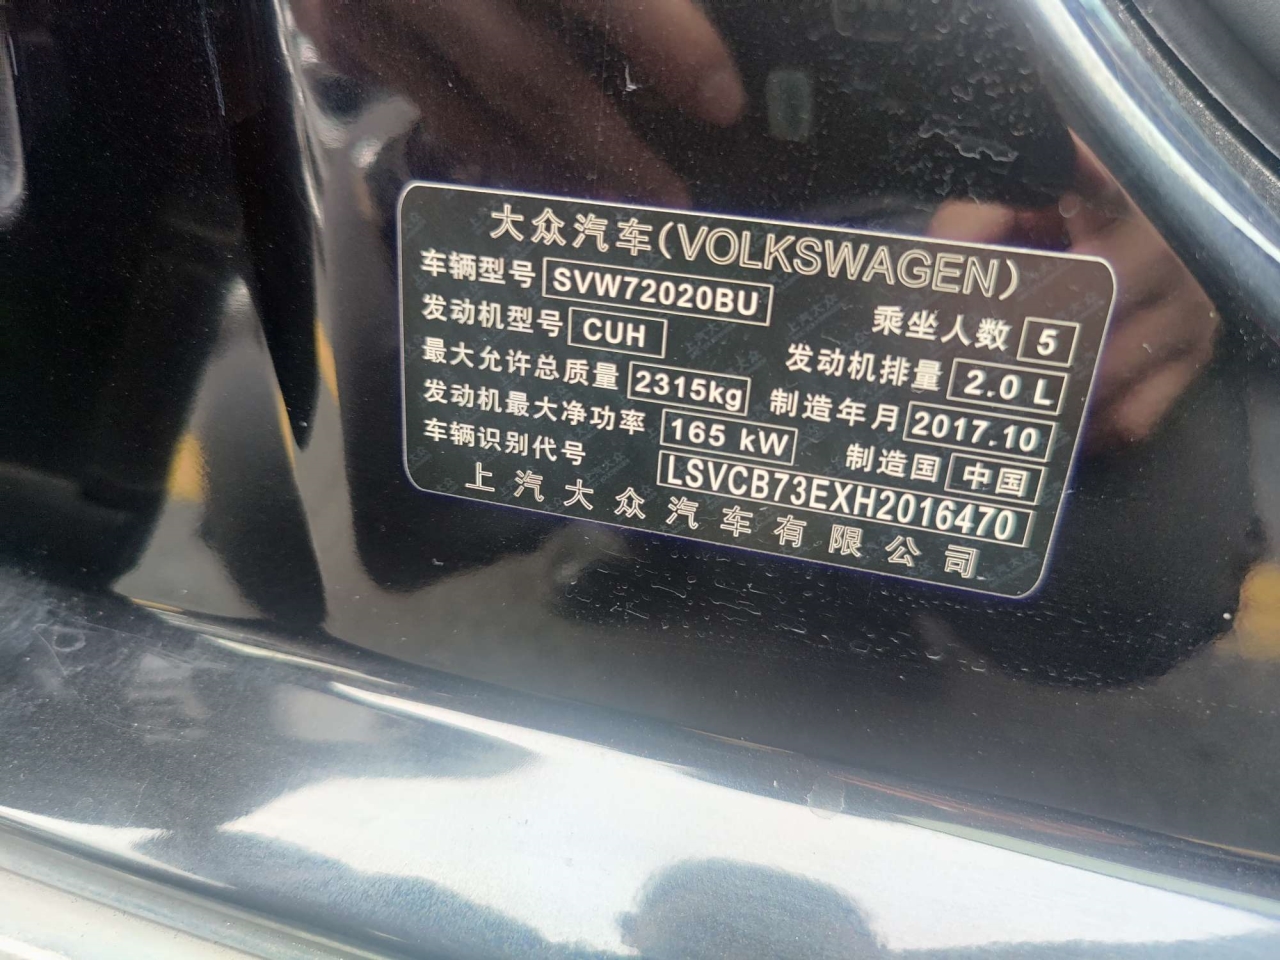 大众汽车(VOLKSWAGEN)
车辆型号 SVW72020BU 乘坐人数 5
发动机型号 CUH 发动机排量 2.0 L
最大允许总质量 2315kg 制造年月 2017.10
发动机最大净功率 165 kW 制造国 中国
车辆识别代号 LSVCB73EXH2016470
上汽大众汽车有限公司